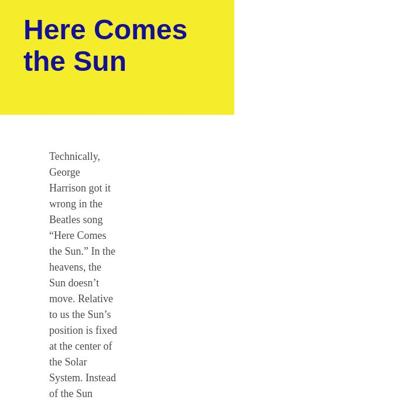 Here Comes
the Sun
Technically,
George
Harrison got it
wrong in the
Beatles song
“Here Comes
the Sun.” In the
heavens, the
Sun doesn’t
move. Relative
to us the Sun’s
position is fixed
at the center of
the Solar
System. Instead
of the Sun